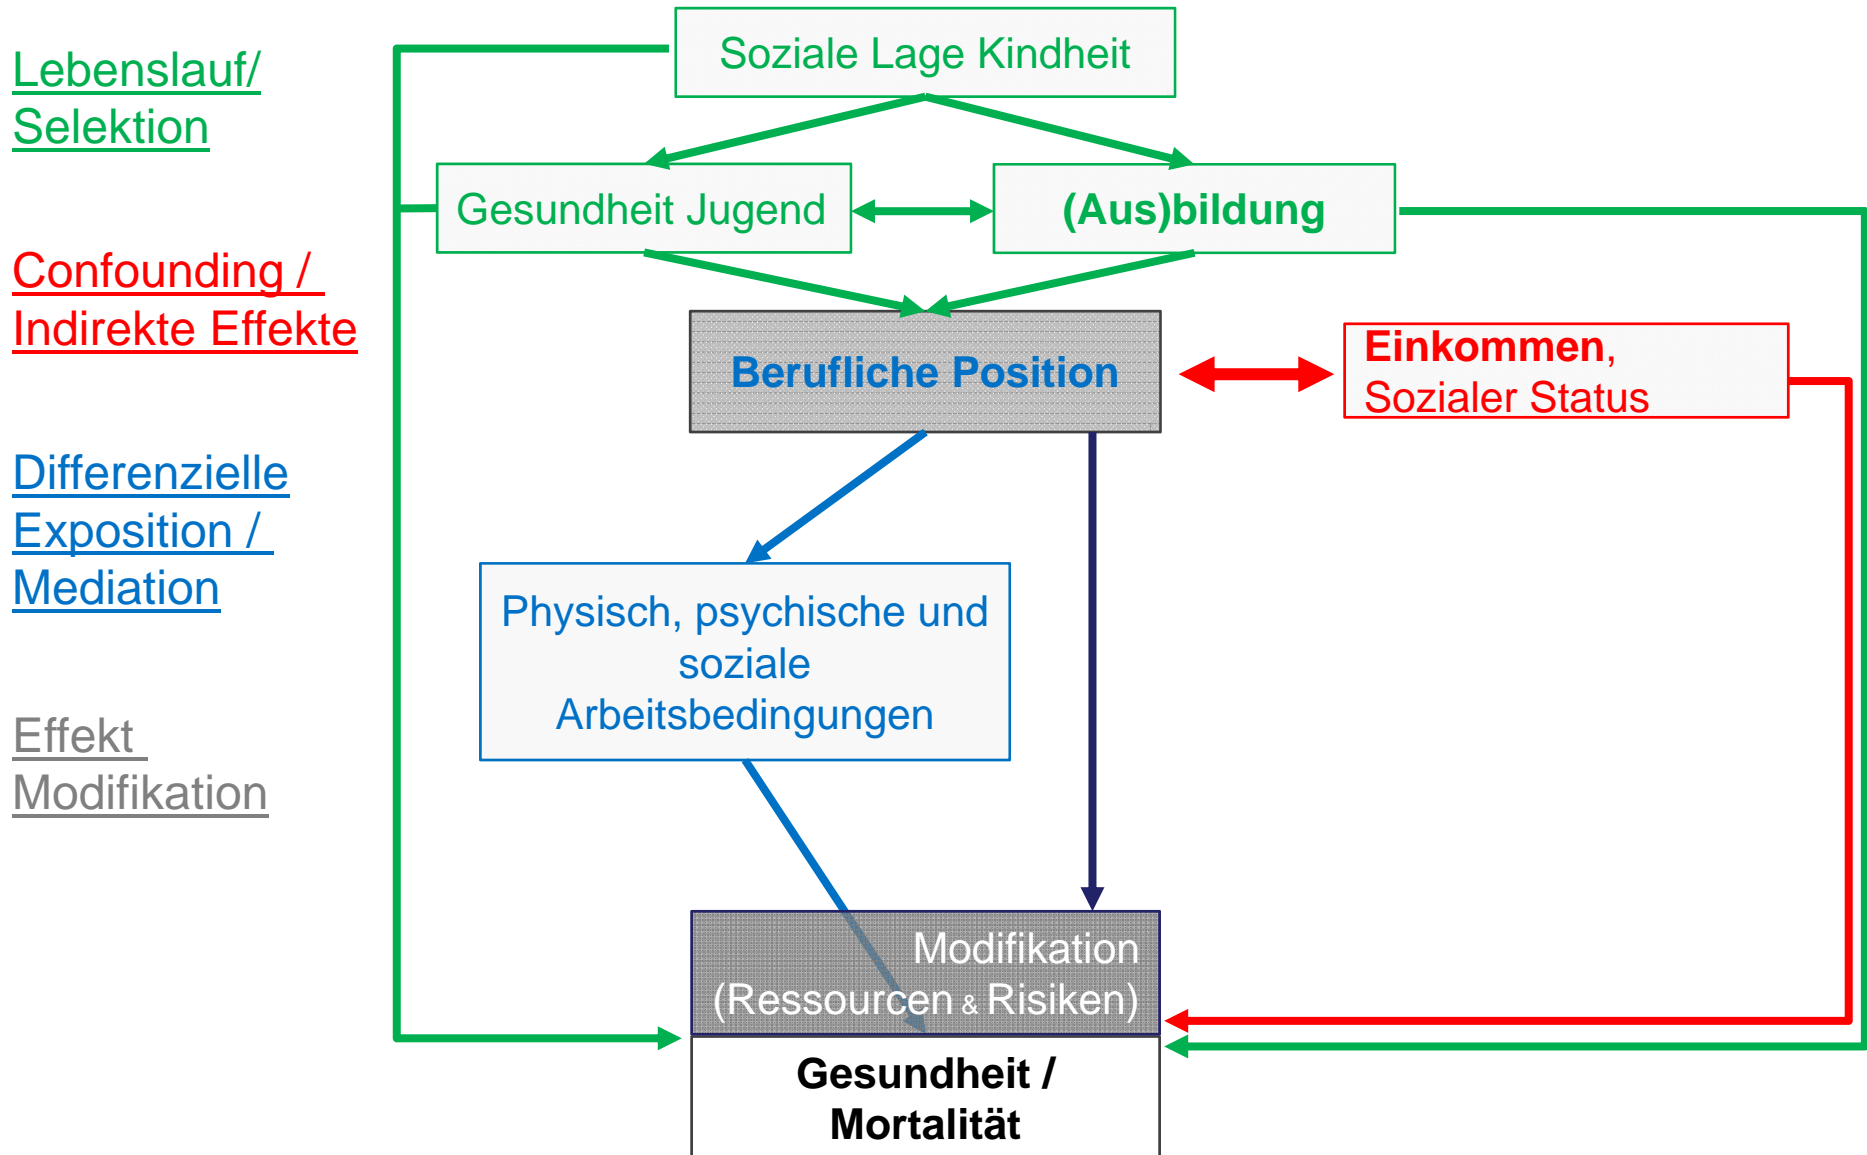 Soziale Lage Kindheit
Lebenslauf/
Selektion
Gesundheit Jugend
(Aus)bildung
Confounding /
Indirekte Effekte
Berufliche Position
Einkommen,
Sozialer Status
Differenzielle
Exposition /
Mediation
Physisch, psychische und
soziale
Arbeitsbedingungen
Effekt
Modifikation
Modifikation
(Ressourcen & Risiken)
Gesundheit /
Mortalität